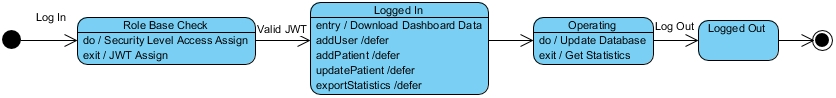 Log In
Role Base Check
do / Security Level Access Assign
exit / JWT Assign
Valid JWT
Logged In
entry / Download Dashboard Data
addUser /defer
addPatient /defer
updatePatient /defer
exportStatistics /defer
Operating
do / Update Database
exit / Get Statistics
Log Out
Logged Out